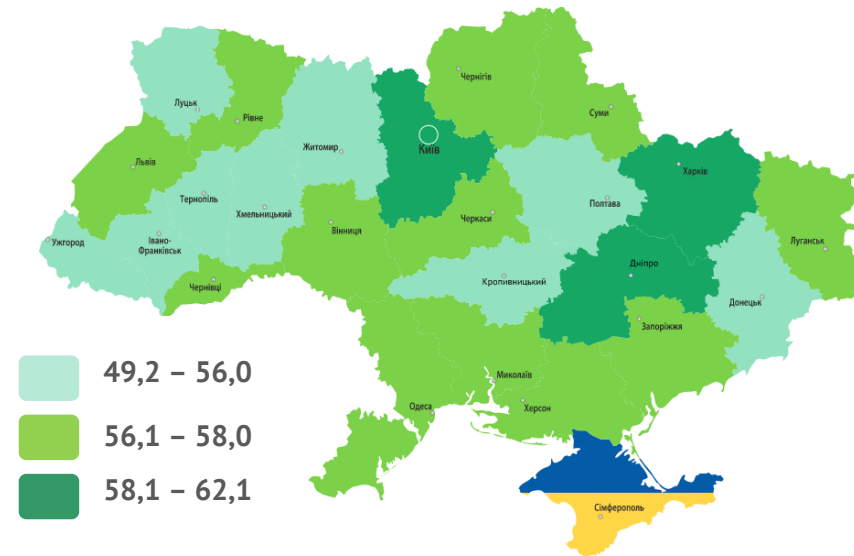 Чернігів
Луцьк
Суми
Рівне
Житомир
Київ
Львів
Харків
Тернопіль
Полтава
Хмельницький
Черкаси
Вінниця
Ужгород
Івано-
Франківськ
Луганськ
Дніпро
Кропивницький
Чернівці
Донецьк
Запоріжжя
49,2 – 56,0
Миколаїв
Одеса
Херсон
56,1 – 58,0
58,1 – 62,1
Сімферополь